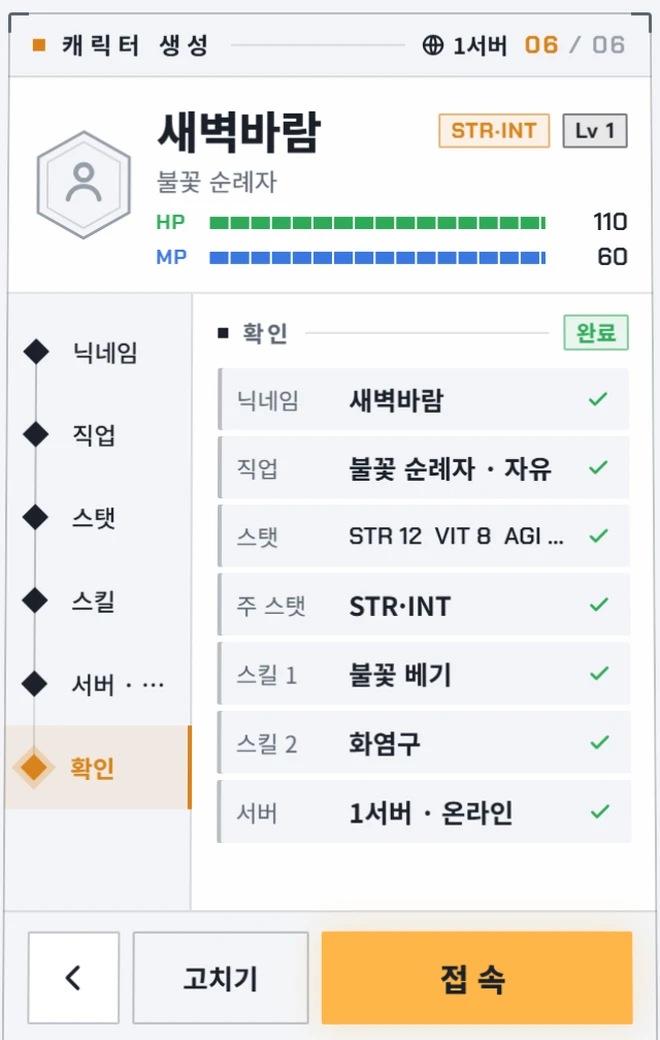 캐릭터 생성 1서버 06 / 06
새벽바람 STR·INT Lv 1
불꽃 순례자
HP 110
MP 60
닉네임
직업
스탯
스킬
서버 · ...
확인
확인 완료
닉네임 새벽바람
직업 불꽃 순례자 · 자유
스탯 STR 12 VIT 8 AGI ...
주 스탯 STR·INT
스킬 1 불꽃 베기
스킬 2 화염구
서버 1서버 · 온라인
고치기 접속